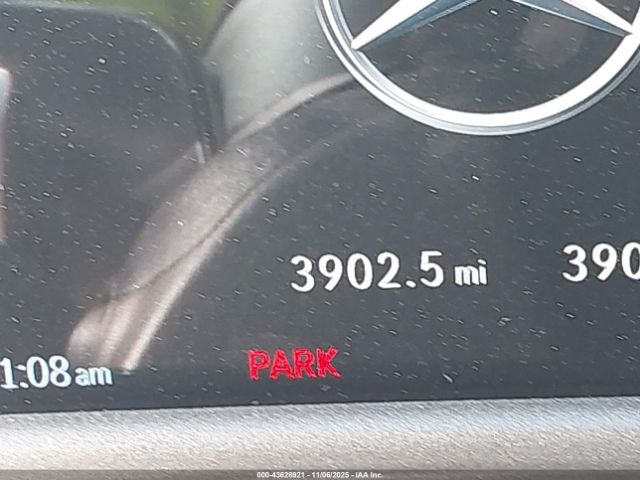 3902.5 mi
390
1:08 am
PARK
000-43628921 - 11/06/2025 - IAA Inc.